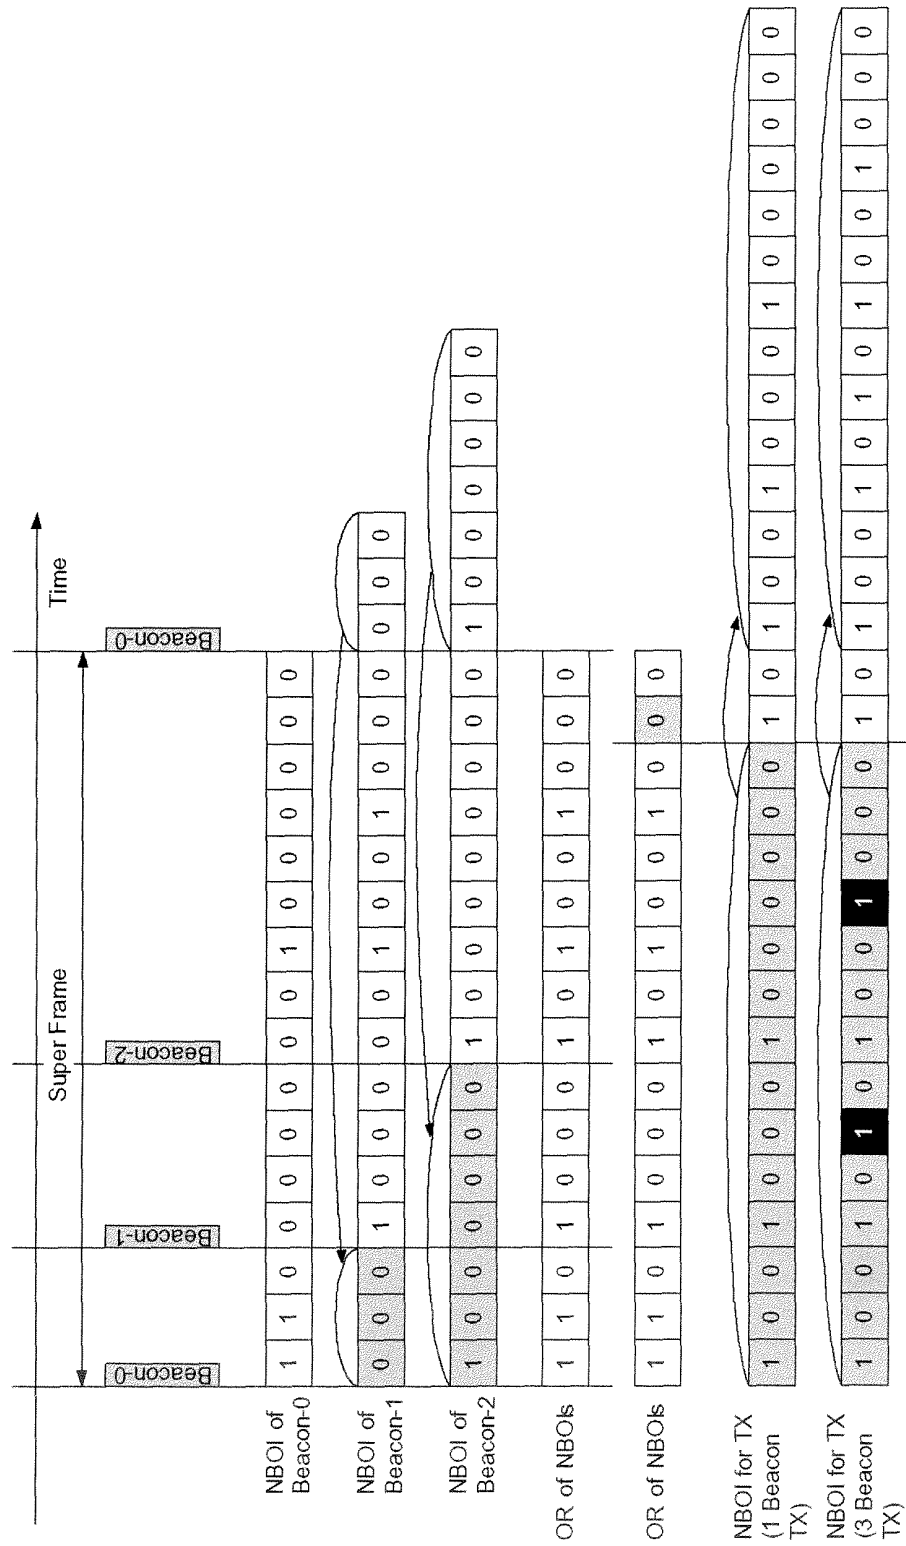 Super Frame
Time
Beacon-0
Beacon-1
Beacon-2
Beacon-0
NBOI of
Beacon-0
1 1 0 0 0 0 0 0 0 1 0 0 0 0 0 0
NBOI of
Beacon-1
0 0 0 1 0 0 0 0 0 1 0 0 1 0 0 0 0 0 0
NBOI of
Beacon-2
1 0 0 0 0 0 0 1 0 0 0 0 0 0 0 0 1 0 0 0 0 0 0
OR of NBOIs
1 1 0 1 0 0 0 1 0 1 0 0 1 0 0 0
OR of NBOIs
1 1 0 1 0 0 0 1 0 1 0 0 1 0 0 0
NBOI for TX
(1 Beacon
TX)
1 0 0 1 0 0 0 1 0 0 0 0 0 0 1 0 1 0 0 1 0 0 0 1 0 0 0 0 0 0
NBOI for TX
(3 Beacon
TX)
1 0 0 1 0 1 0 1 0 0 1 0 0 0 1 0 1 0 0 1 0 1 0 1 0 0 1 0 0 0